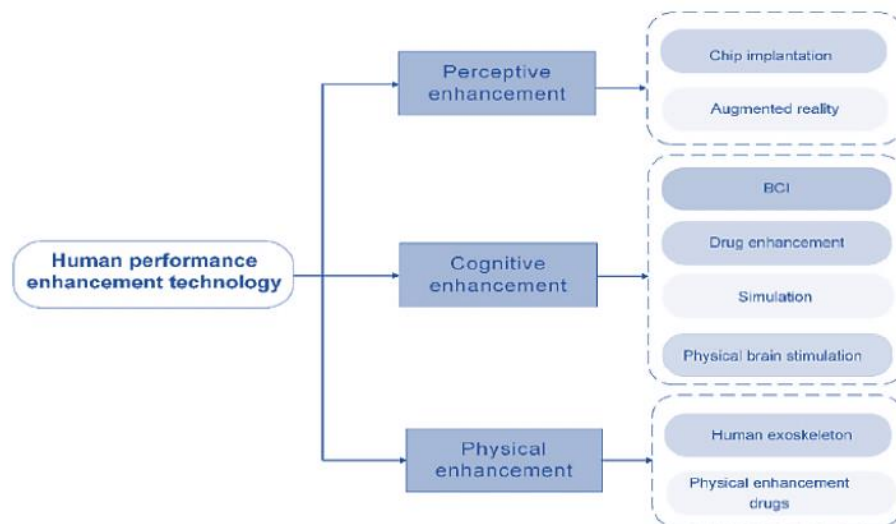 Human performance
enhancement technology
Perceptive
enhancement
Chip implantation
Augmented reality
Cognitive
enhancement
BCI
Drug enhancement
Simulation
Physical brain stimulation
Physical
enhancement
Human exoskeleton
Physical enhancement
drugs